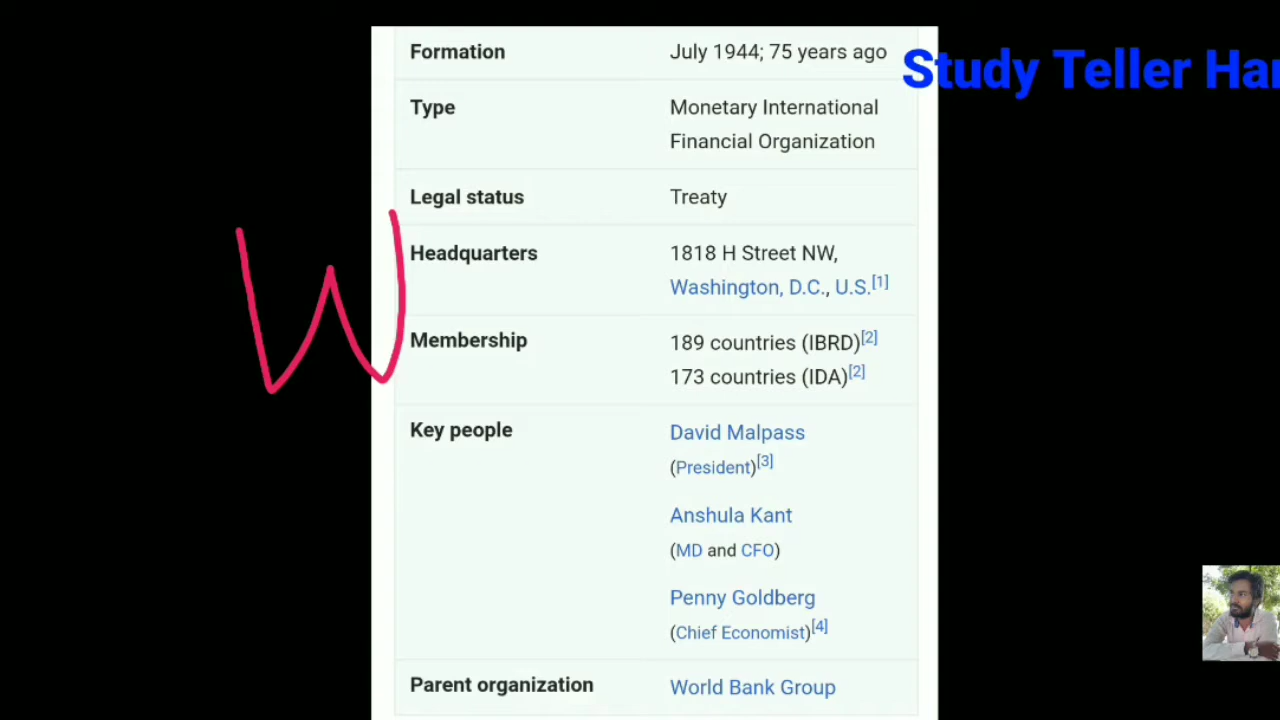 Formation July 1944; 75 years ago
Study Teller Har
Type Monetary International
Financial Organization
Legal status Treaty
Headquarters 1818 H Street NW,
Washington, D.C., U.S.[1]
W
Membership 189 countries (IBRD)[2]
173 countries (IDA)[2]
Key people David Malpass
(President)[3]
Anshula Kant
(MD and CFO)
Penny Goldberg
(Chief Economist)[4]
Parent organization World Bank Group